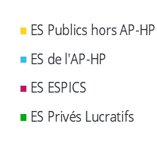 ES Publics hors AP-HP
ES de l'AP-HP
ES ESPICS
ES Privés Lucratifs